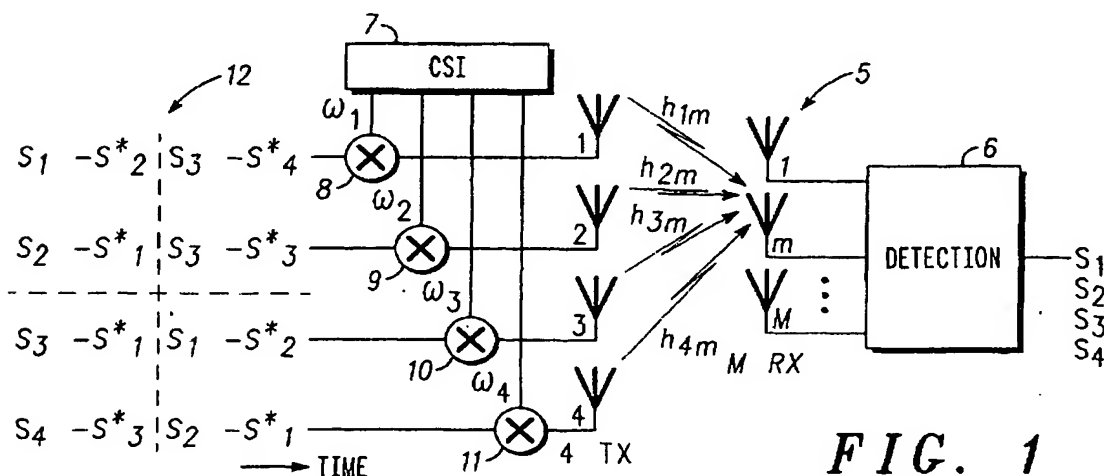 7
CSI
12
5
ω1
S1 -S*2 S3 -S*4
8
1
h1m
1
6
ω2
h2m
S2 -S*1 S3 -S*3
9
2
h3m
m
DETECTION
S1
S2
S3
S4
ω3
S3 -S*1 S1 -S*2
10
3
M
h4m
M RX
ω4
S4 -S*3 S2 -S*1
11
4
4 TX
TIME
FIG. 1